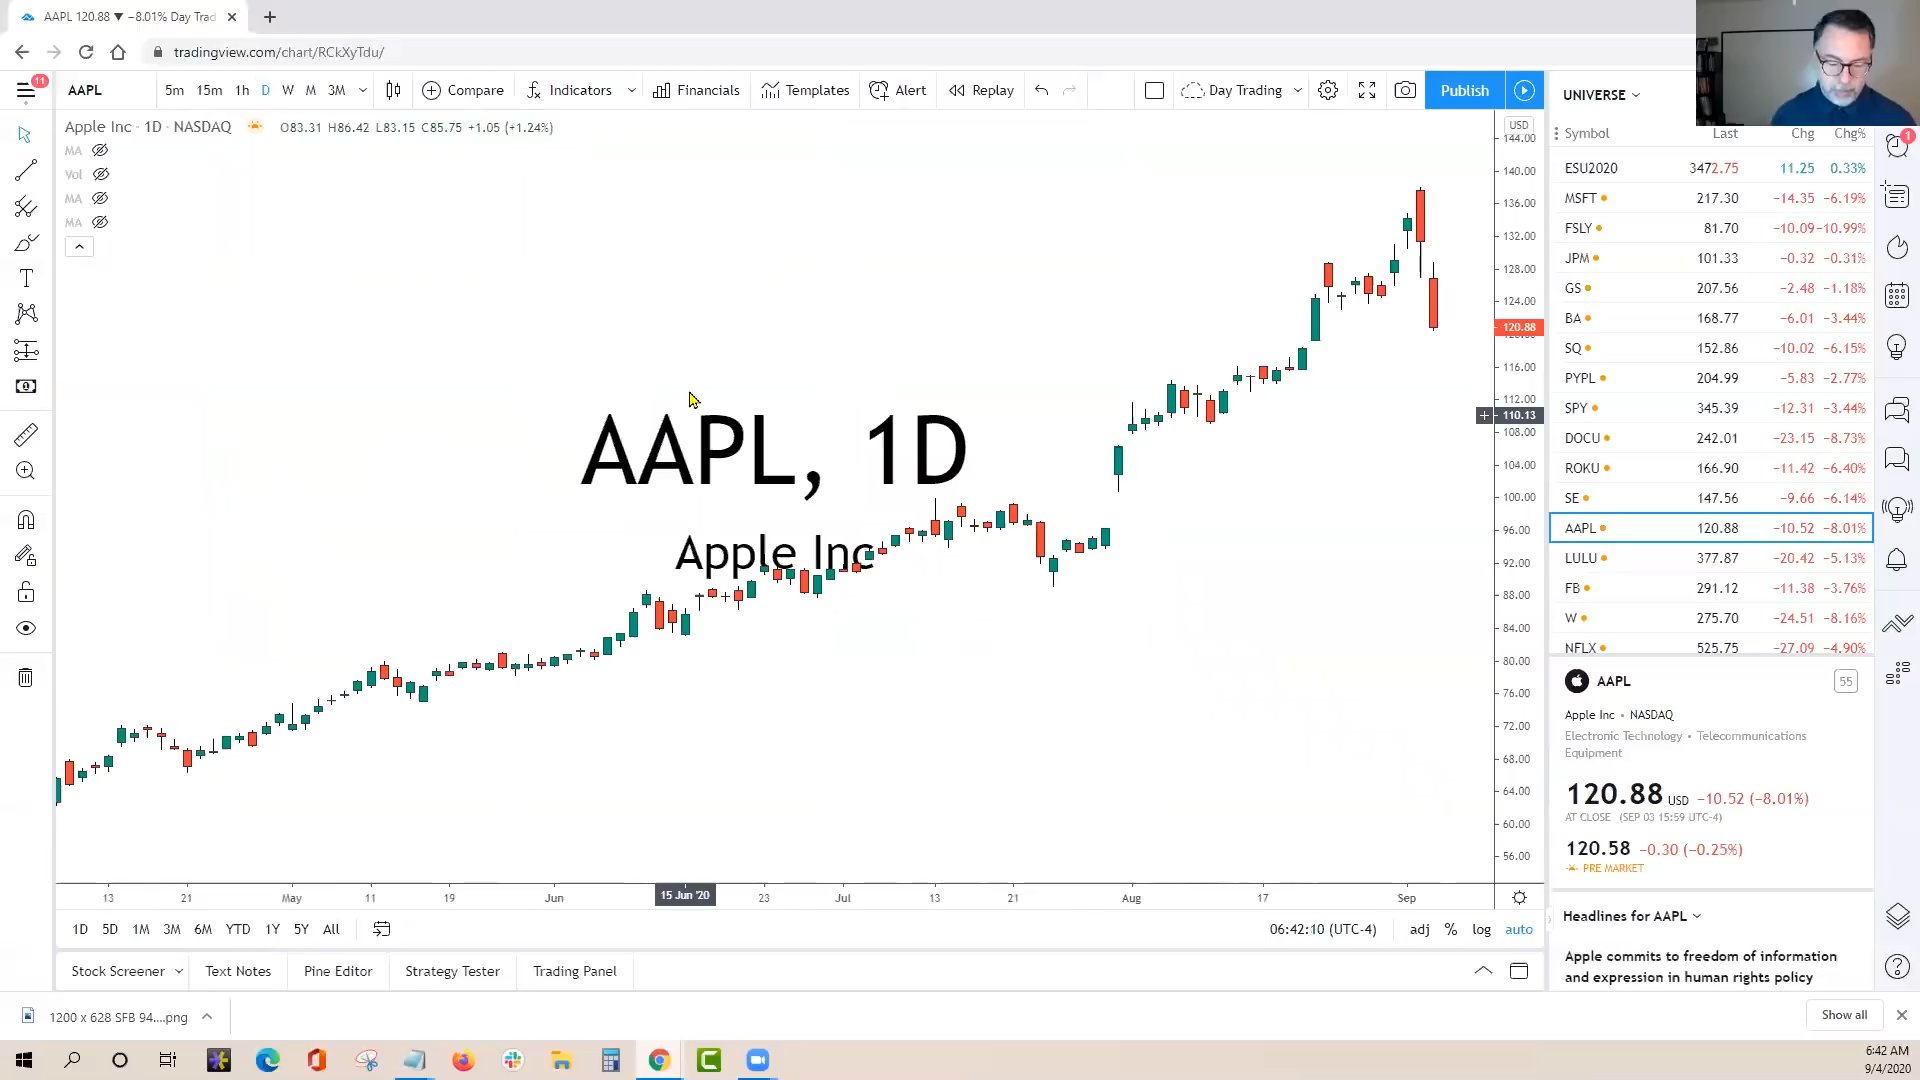 AAPL 120.88 ▼ −8.01% Day Trad
tradingview.com/chart/RCkXyTdu/
11
AAPL 5m 15m 1h D W M 3M Compare Indicators Financials Templates Alert Replay Day Trading Publish
Apple Inc · 1D · NASDAQ O83.31 H86.42 L83.15 C85.75 +1.05 (+1.24%)
MA
Vol
MA
MA
AAPL, 1D
Apple Inc
USD
144.00
140.00
136.00
132.00
128.00
124.00
120.88
116.00
112.00
110.13
108.00
104.00
100.00
96.00
92.00
88.00
84.00
80.00
76.00
72.00
68.00
64.00
60.00
56.00
13 21 May 11 19 Jun 15 Jun '20 23 Jul 13 21 Aug 17 Sep
1D 5D 1M 3M 6M YTD 1Y 5Y All 06:42:10 (UTC-4) adj % log auto
Stock Screener Text Notes Pine Editor Strategy Tester Trading Panel
UNIVERSE
Symbol Last Chg Chg%
1
ESU2020 3472.75 11.25 0.33%
MSFT 217.30 −14.35 −6.19%
FSLY 81.70 −10.09 −10.99%
JPM 101.33 −0.32 −0.31%
GS 207.56 −2.48 −1.18%
BA 168.77 −6.01 −3.44%
SQ 152.86 −10.02 −6.15%
PYPL 204.99 −5.83 −2.77%
SPY 345.39 −12.31 −3.44%
DOCU 242.01 −23.15 −8.73%
ROKU 166.90 −11.42 −6.40%
SE 147.56 −9.66 −6.14%
AAPL 120.88 −10.52 −8.01%
LULU 377.87 −20.42 −5.13%
FB 291.12 −11.38 −3.76%
W 275.70 −24.51 −8.16%
NFLX 525.75 −27.09 −4.90%
AAPL 55
Apple Inc • NASDAQ
Electronic Technology • Telecommunications
Equipment
120.88 USD −10.52 (−8.01%)
AT CLOSE (SEP 03 15:59 UTC-4)
120.58 −0.30 (−0.25%)
PRE MARKET
Headlines for AAPL
Apple commits to freedom of information
and expression in human rights policy
1200 x 628 SFB 94....png
Show all
6:42 AM
9/4/2020